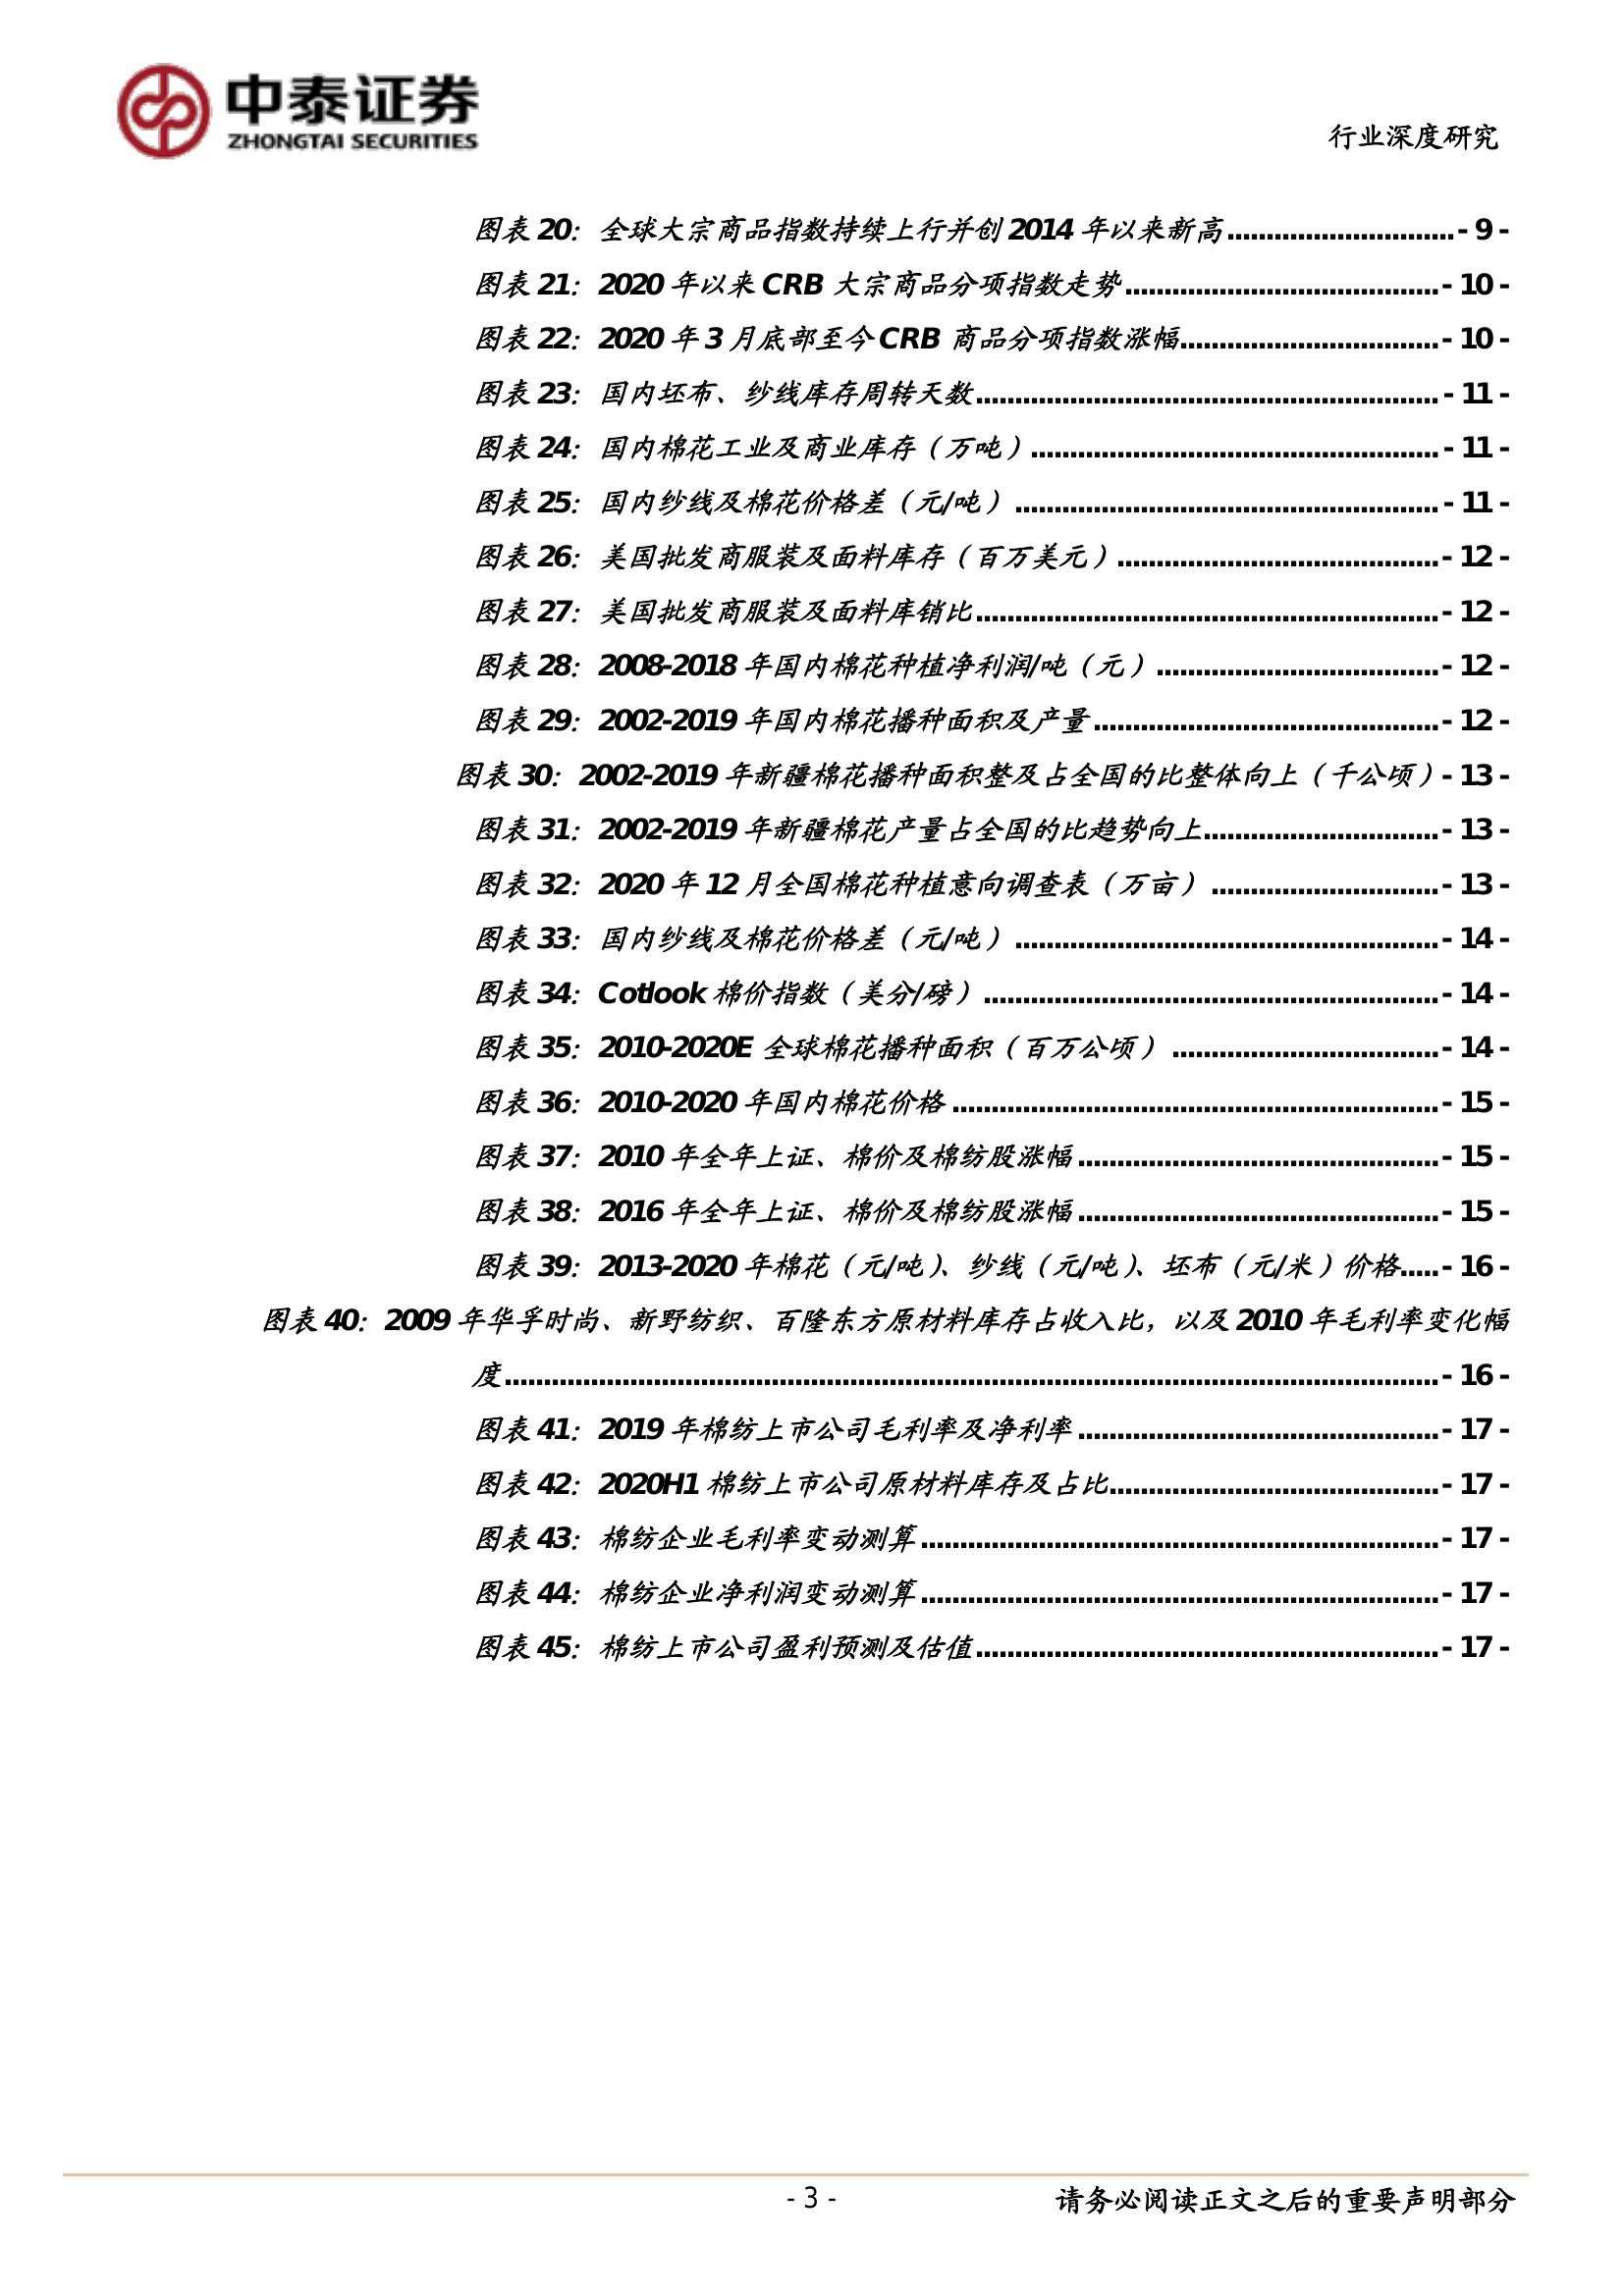 中泰证券
ZHONGTAI SECURITIES
行业深度研究
图表 20：全球大宗商品指数持续上行并创 2014 年以来新高.............................- 9 -
图表 21：2020 年以来 CRB 大宗商品分项指数走势........................................- 10 -
图表 22：2020 年 3 月底部至今 CRB 商品分项指数涨幅.................................- 10 -
图表 23：国内坯布、纱线库存周转天数...........................................................- 11 -
图表 24：国内棉花工业及商业库存（万吨）....................................................- 11 -
图表 25：国内纱线及棉花价格差（元/吨）......................................................- 11 -
图表 26：美国批发商服装及面料库存（百万美元）.........................................- 12 -
图表 27：美国批发商服装及面料库销比...........................................................- 12 -
图表 28：2008-2018 年国内棉花种植净利润/吨（元）....................................- 12 -
图表 29：2002-2019 年国内棉花播种面积及产量............................................- 12 -
图表 30：2002-2019 年新疆棉花播种面积整及占全国的比整体向上（千公顷）- 13 -
图表 31：2002-2019 年新疆棉花产量占全国的比趋势向上..............................- 13 -
图表 32：2020 年 12 月全国棉花种植意向调查表（万亩）.............................- 13 -
图表 33：国内纱线及棉花价格差（元/吨）......................................................- 14 -
图表 34：Cotlook 棉价指数（美分/磅）..........................................................- 14 -
图表 35：2010-2020E 全球棉花播种面积（百万公顷）..................................- 14 -
图表 36：2010-2020 年国内棉花价格..............................................................- 15 -
图表 37：2010 年全年上证、棉价及棉纺股涨幅..............................................- 15 -
图表 38：2016 年全年上证、棉价及棉纺股涨幅..............................................- 15 -
图表 39：2013-2020 年棉花（元/吨）、纱线（元/吨）、坯布（元/米）价格.....- 16 -
图表 40：2009 年华孚时尚、新野纺织、百隆东方原材料库存占收入比，以及 2010 年毛利率变化幅
度........................................................................................................................- 16 -
图表 41：2019 年棉纺上市公司毛利率及净利率..............................................- 17 -
图表 42：2020H1 棉纺上市公司原材料库存及占比..........................................- 17 -
图表 43：棉纺企业毛利率变动测算..................................................................- 17 -
图表 44：棉纺企业净利润变动测算..................................................................- 17 -
图表 45：棉纺上市公司盈利预测及估值...........................................................- 17 -
- 3 -
请务必阅读正文之后的重要声明部分